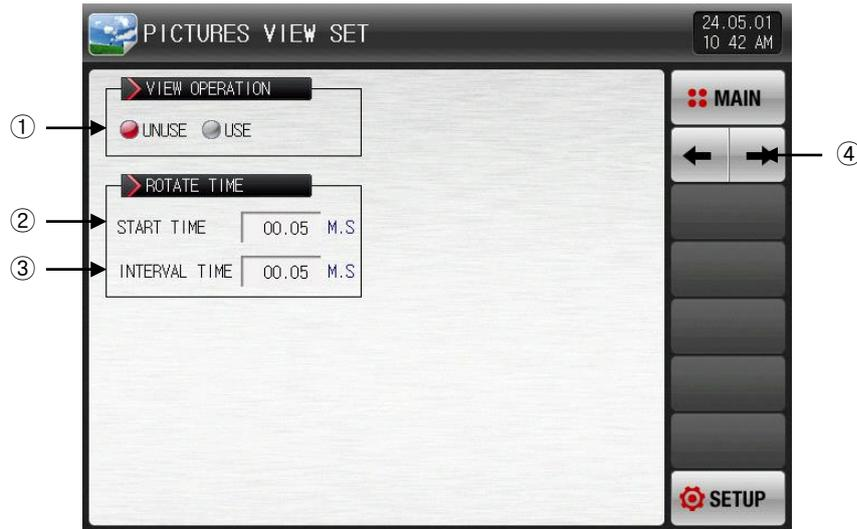 PICTURES VIEW SET
24.05.01
10 42 AM
VIEW OPERATION
① UNUSE USE
ROTATE TIME
② START TIME 00.05 M.S
③ INTERVAL TIME 00.05 M.S
MAIN
④
SETUP